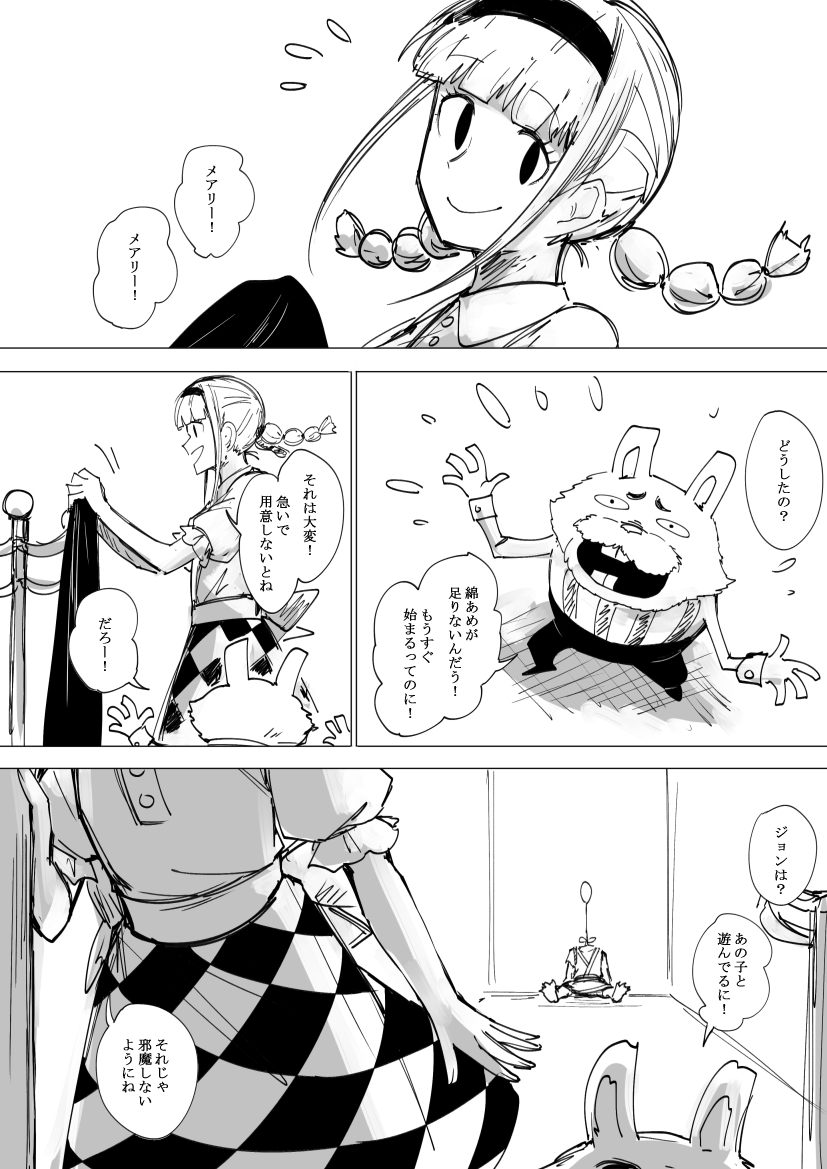 メアリー！
メアリー！
どうしたの？
綿あめが
足りないんだう！
もうすぐ
始まるってのに！
それは大変！
急いで
用意しないとね
だろー！
ジョンは？
あの子と
遊んでるに！
それじゃ
邪魔しない
ようにね